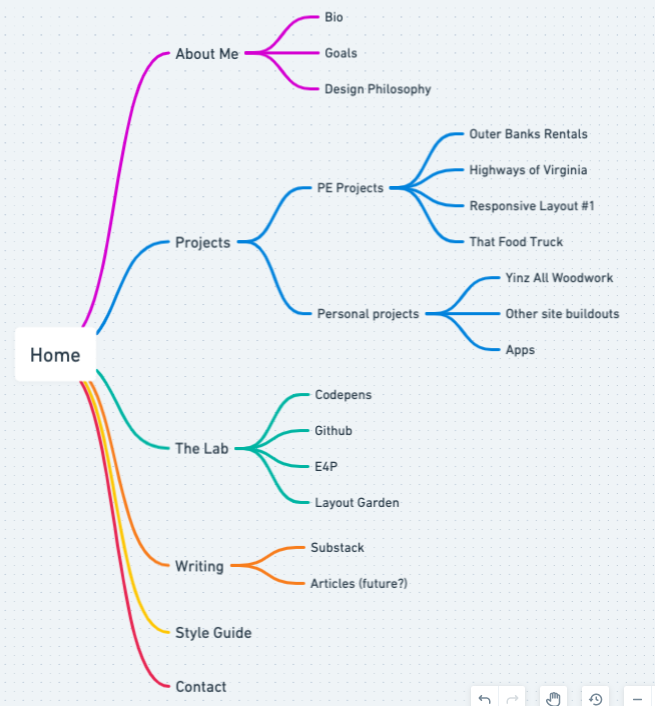 Home
About Me
Bio
Goals
Design Philosophy
Projects
PE Projects
Outer Banks Rentals
Highways of Virginia
Responsive Layout #1
That Food Truck
Personal projects
Yinz All Woodwork
Other site buildouts
Apps
The Lab
Codepens
Github
E4P
Layout Garden
Writing
Substack
Articles (future?)
Style Guide
Contact